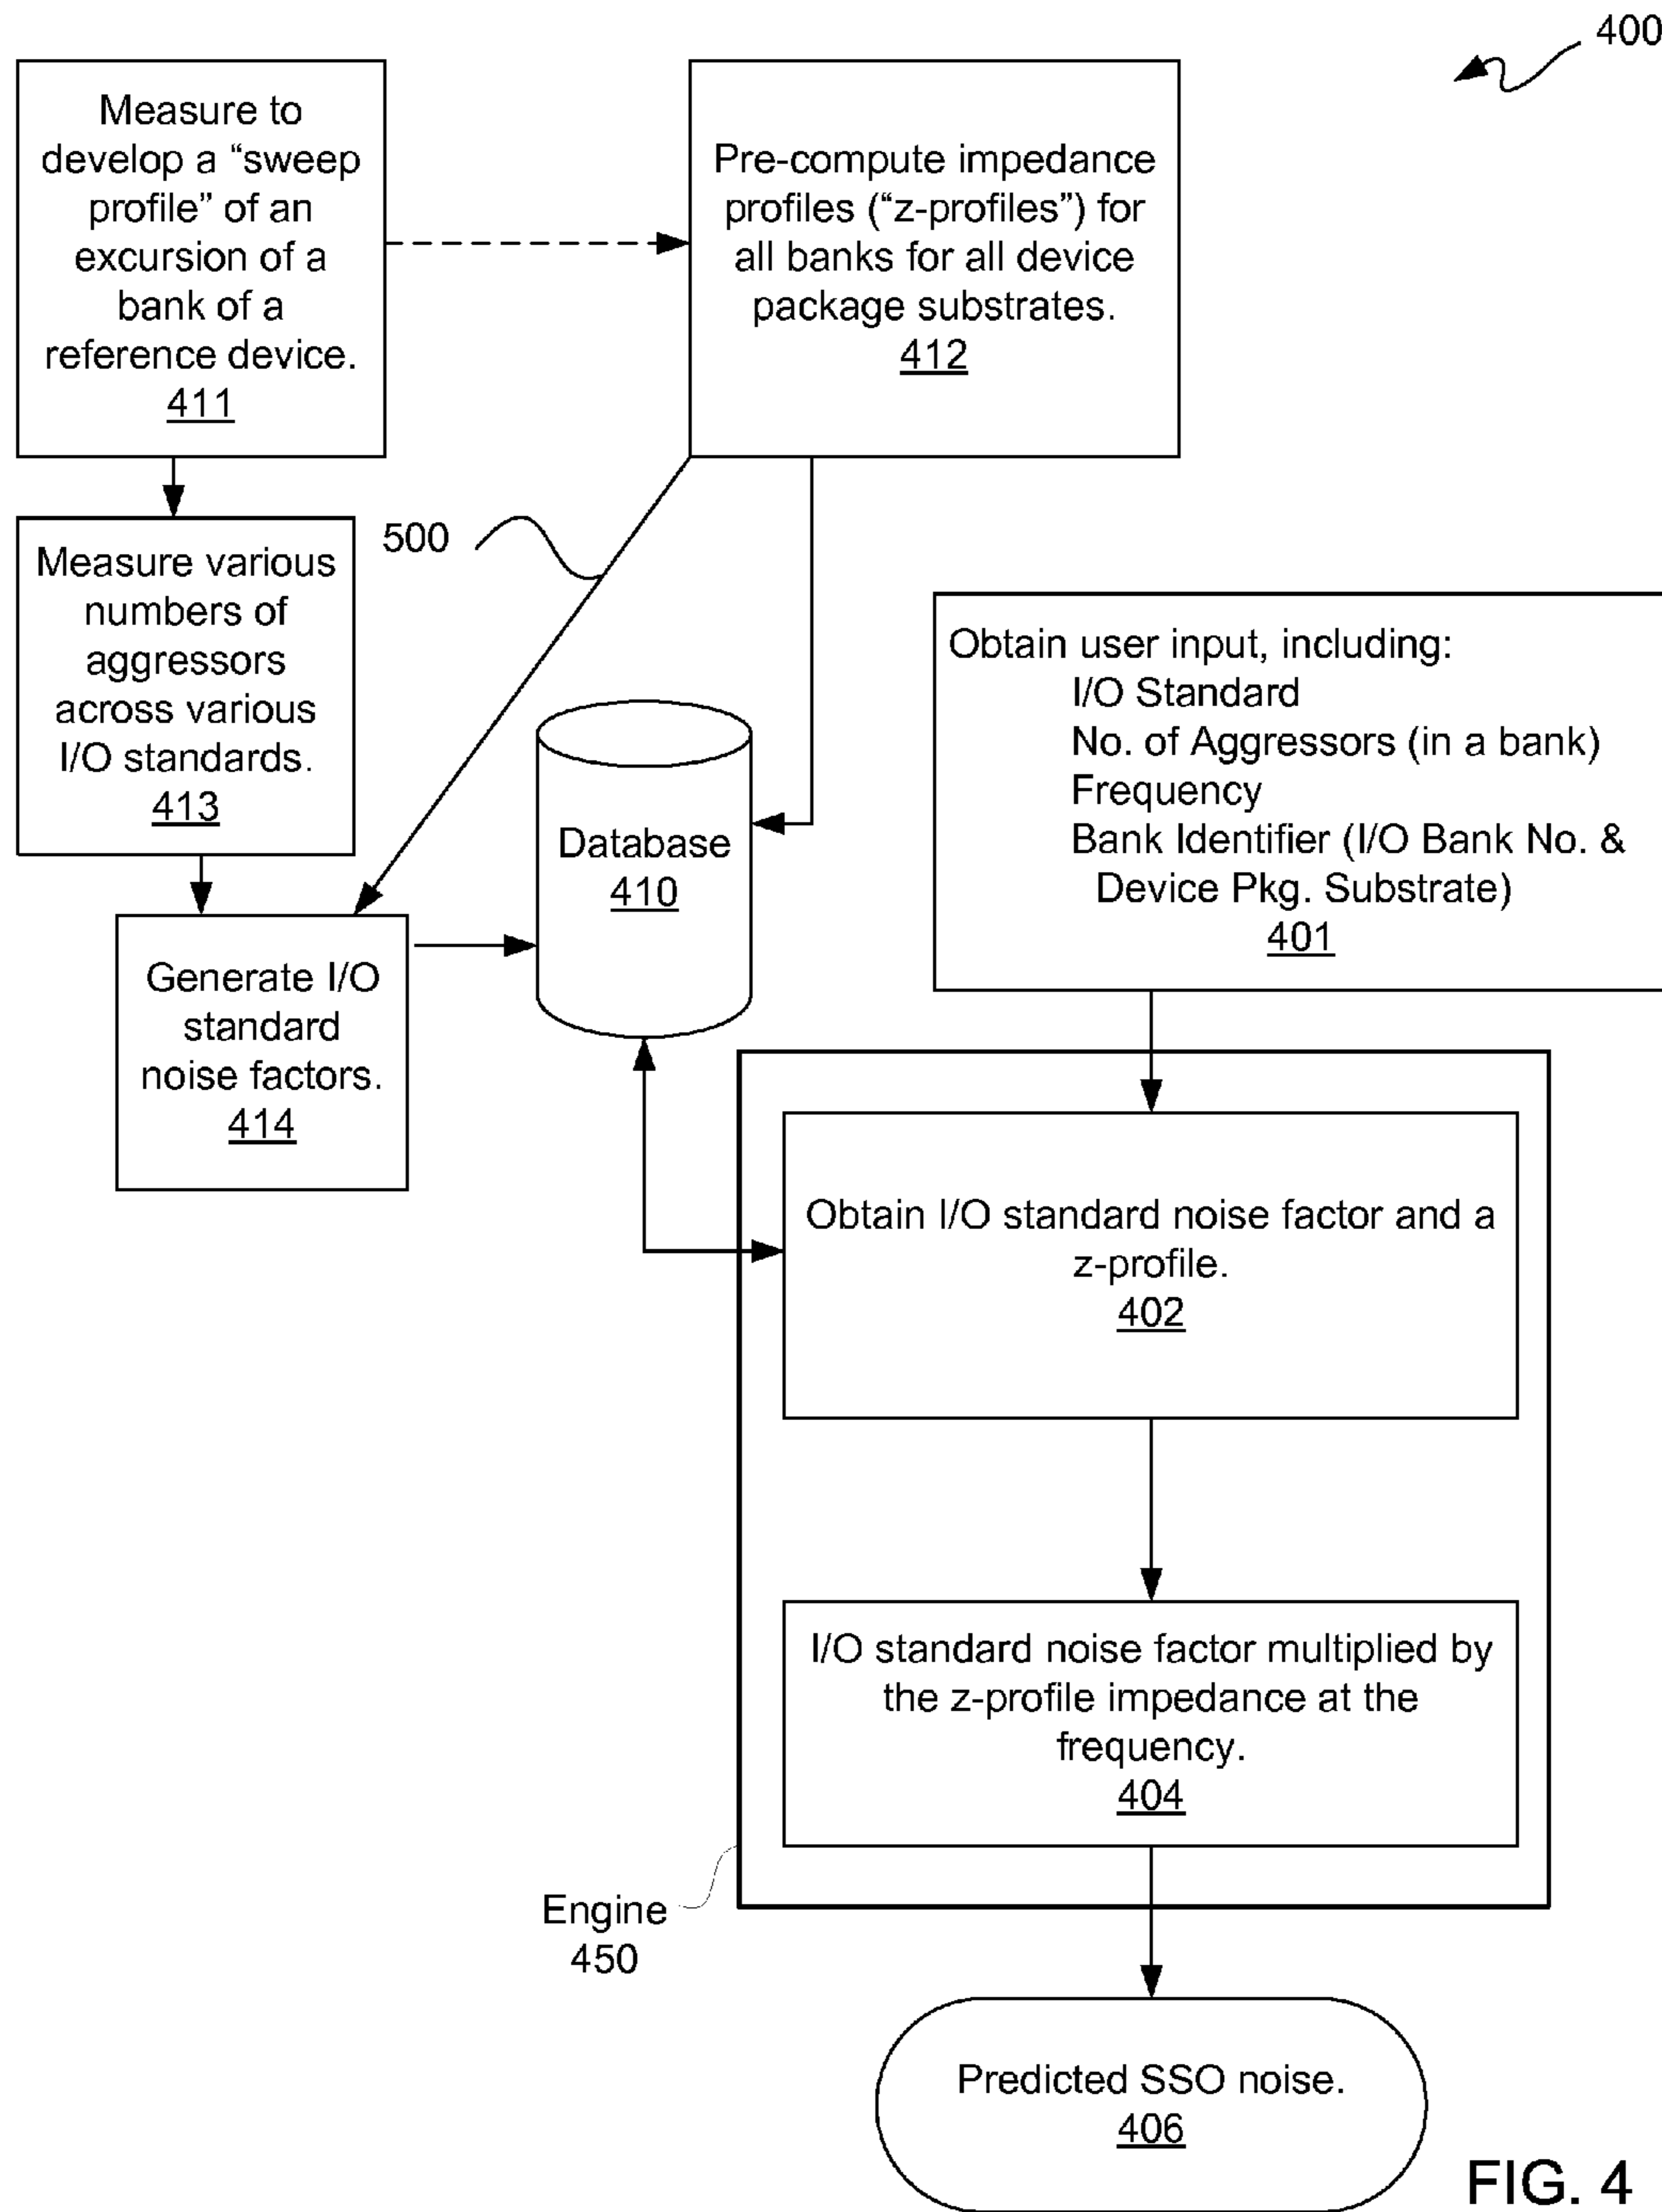 400
Measure to
develop a “sweep
profile” of an
excursion of a
bank of a
reference device.
411
Pre-compute impedance
profiles (“z-profiles”) for
all banks for all device
package substrates.
412
500
Measure various
numbers of
aggressors
across various
I/O standards.
413
Obtain user input, including:
I/O Standard
No. of Aggressors (in a bank)
Frequency
Bank Identifier (I/O Bank No. &
Device Pkg. Substrate)
401
Database
410
Generate I/O
standard
noise factors.
414
Obtain I/O standard noise factor and a
z-profile.
402
I/O standard noise factor multiplied by
the z-profile impedance at the
frequency.
404
Engine
450
Predicted SSO noise.
406
FIG. 4